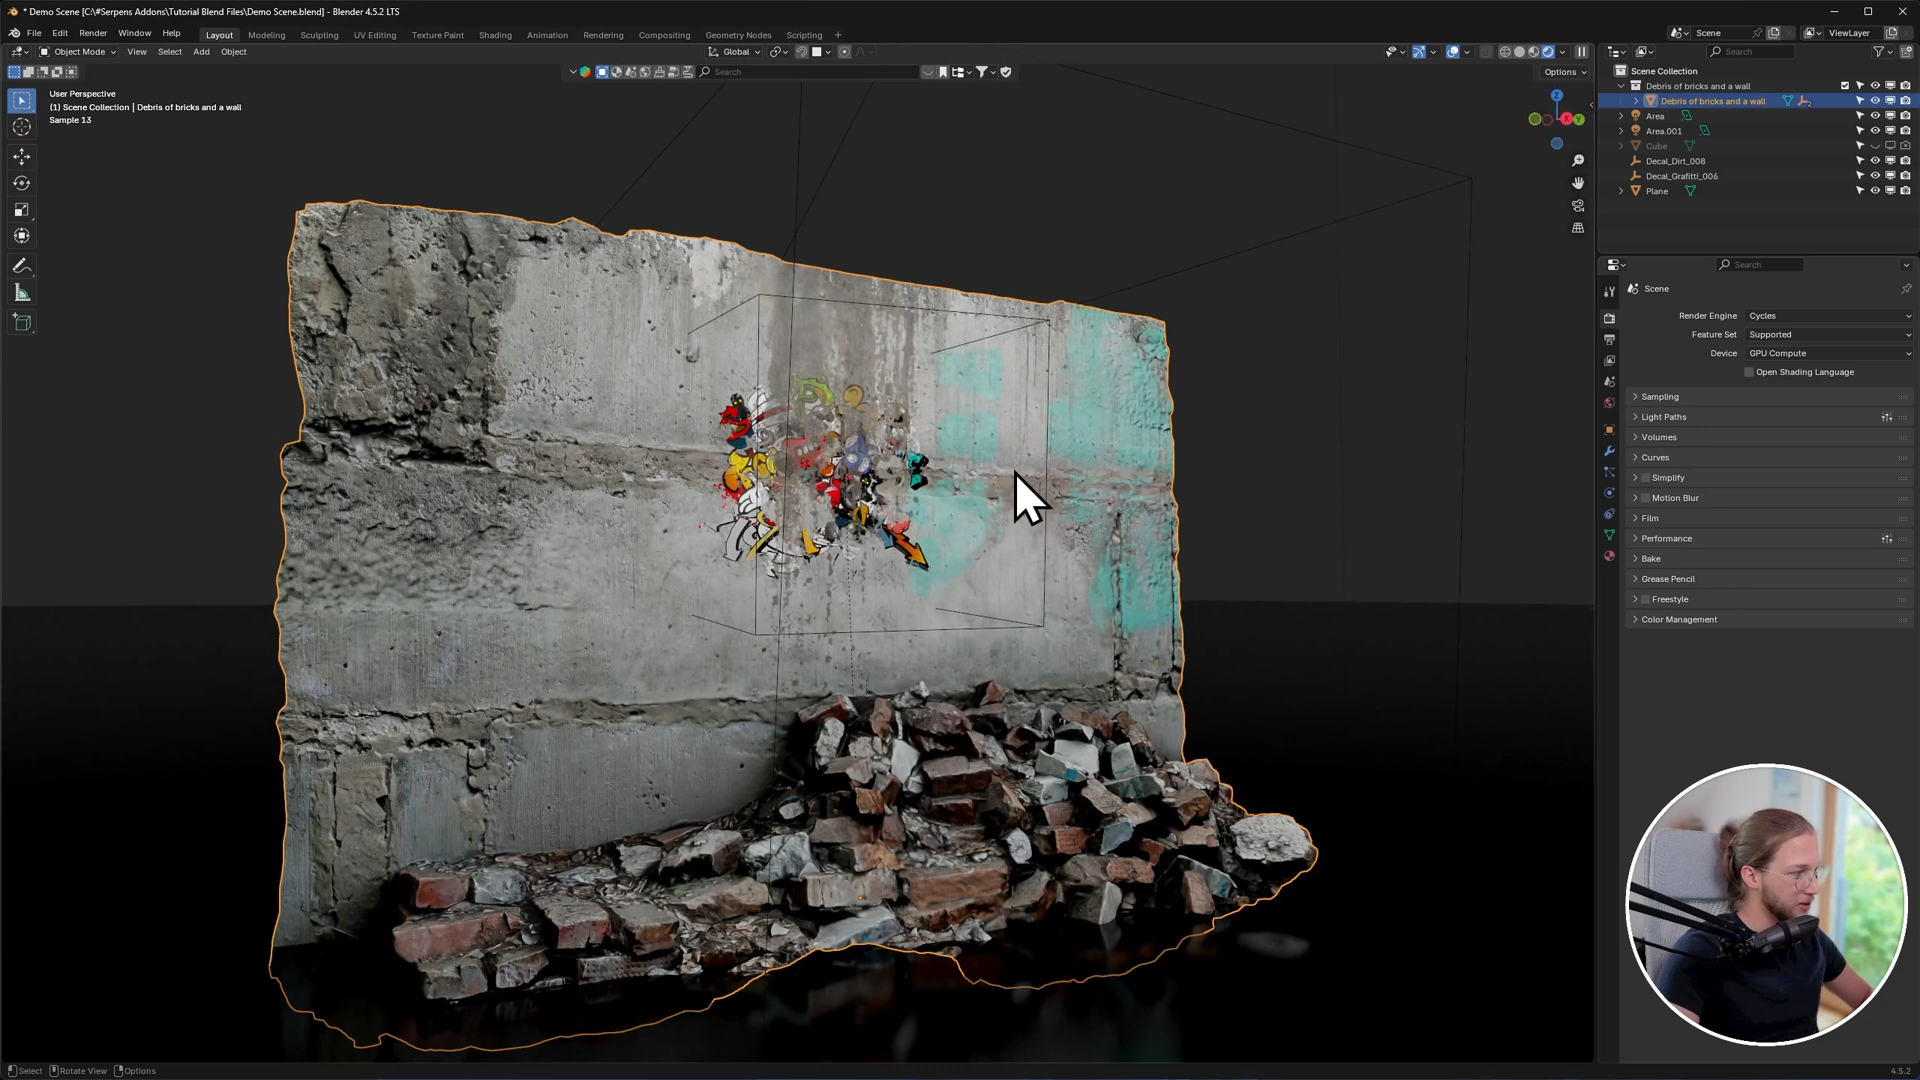 * Demo Scene [C:\#Serpens Addons\Tutorial Blend Files\Demo Scene.blend] - Blender 4.5.2 LTS
File Edit Render Window Help Layout Modeling Sculpting UV Editing Texture Paint Shading Animation Rendering Compositing Geometry Nodes Scripting + Scene ViewLayer
Object Mode View Select Add Object Global Search
Search Options
User Perspective
(1) Scene Collection | Debris of bricks and a wall
Sample 13
Z
X
Y
Scene Collection
Debris of bricks and a wall
Debris of bricks and a wall
Area
Area.001
Cube
Decal_Dirt_008
Decal_Grafitti_006
Plane
Search
Scene
Render Engine Cycles
Feature Set Supported
Device GPU Compute
Open Shading Language
Sampling
Light Paths
Volumes
Curves
Simplify
Motion Blur
Film
Performance
Bake
Grease Pencil
Freestyle
Color Management
Select Rotate View Options 4.5.2